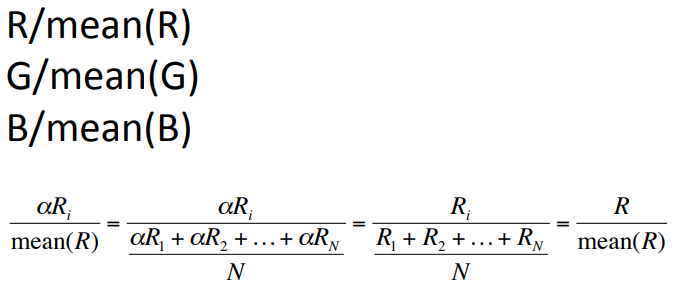 R/mean(R)
G/mean(G)
B/mean(B)
αR_i / mean(R) = αR_i / ((αR_1 + αR_2 + … + αR_N) / N) = R_i / ((R_1 + R_2 + … + R_N) / N) = R / mean(R)